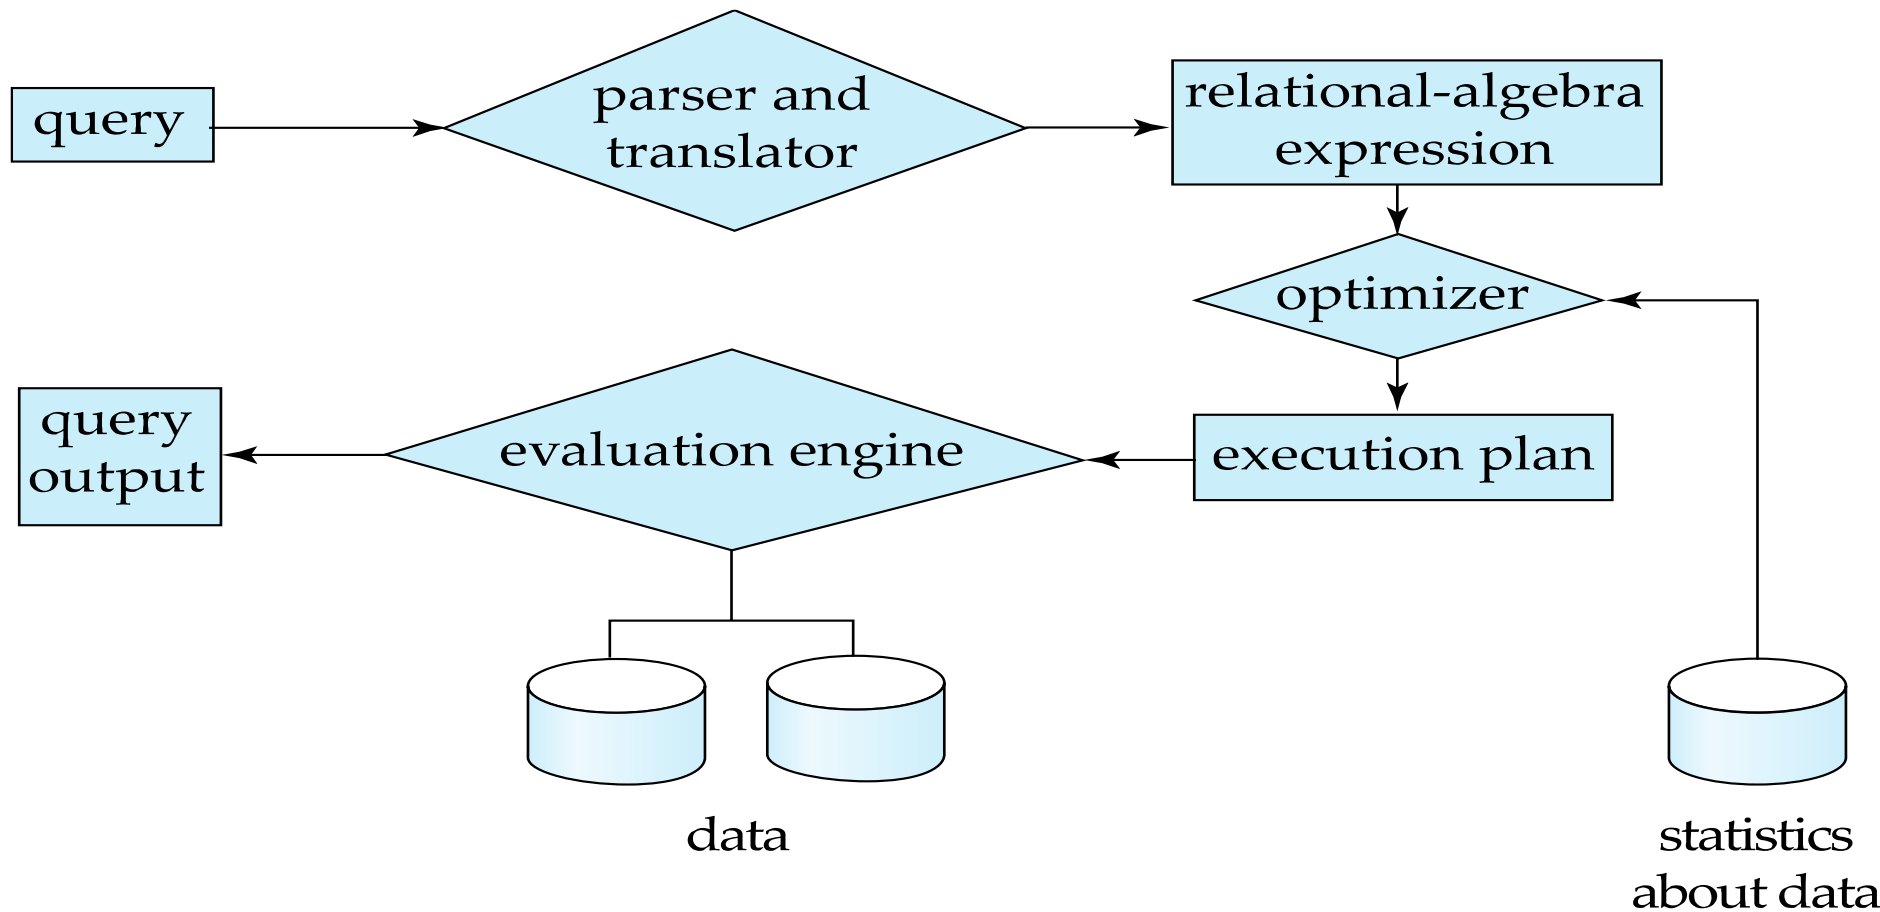 query
parser and
translator
relational-algebra
expression
optimizer
execution plan
evaluation engine
query
output
data
statistics
about data